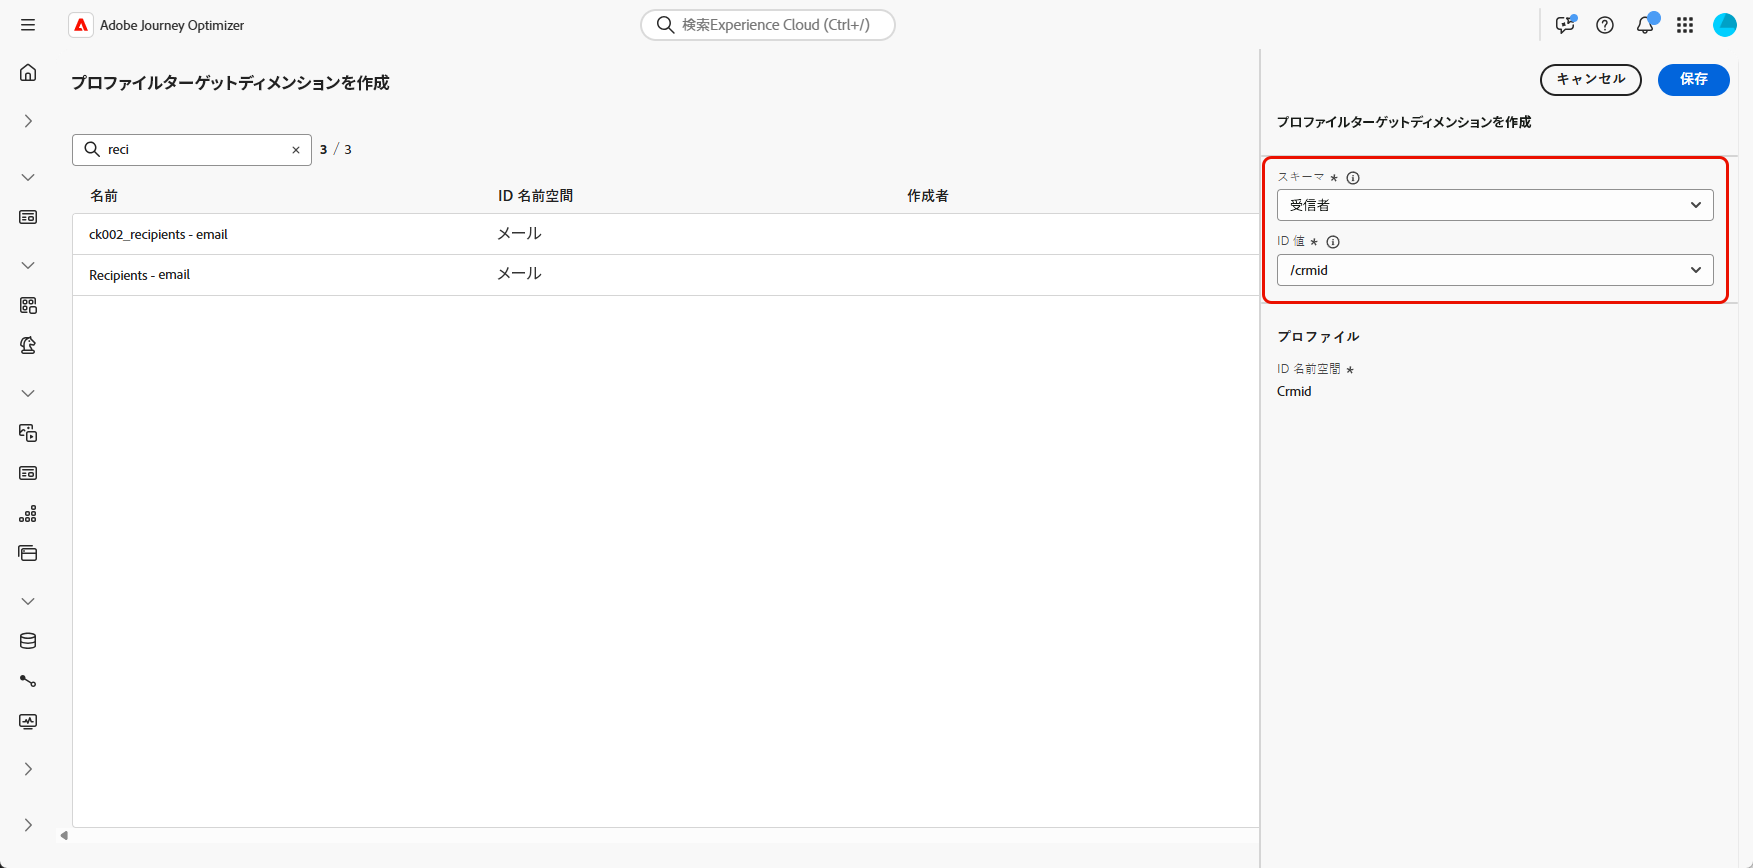 Adobe Journey Optimizer
検索Experience Cloud (Ctrl+/)
プロファイルターゲットディメンションを作成
キャンセル
保存
プロファイルターゲットディメンションを作成
reci
3 / 3
名前
ID 名前空間
作成者
ck002_recipients - email
メール
Recipients - email
メール
スキーマ *
受信者
ID 値 *
/crmid
プロファイル
ID 名前空間 *
Crmid